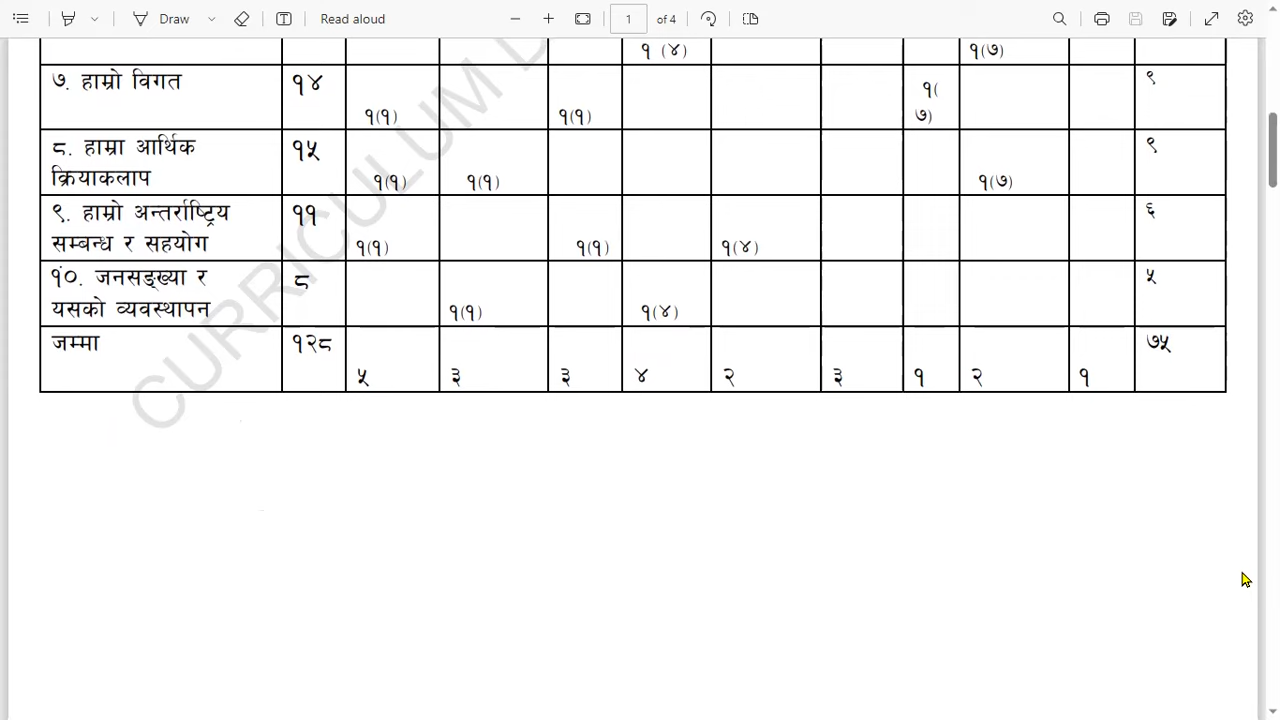 Draw
Read aloud
1
of 4
१ (४) १(७)
७. हाम्रो विगत १४ १(१) १(१) १( ९
७)
८. हाम्रा आर्थिक १५ ९
क्रियाकलाप १(१) १(१) १(७)
९. हाम्रो अन्तर्राष्ट्रिय ११ ६
सम्बन्ध र सहयोग १(१) १(१) १(४)
१०. जनसङ्ख्या र ८ ५
यसको व्यवस्थापन १(१) १(४)
जम्मा १२८ ७५
५ ३ ३ ४ २ ३ १ २ १
CURRICULUM D